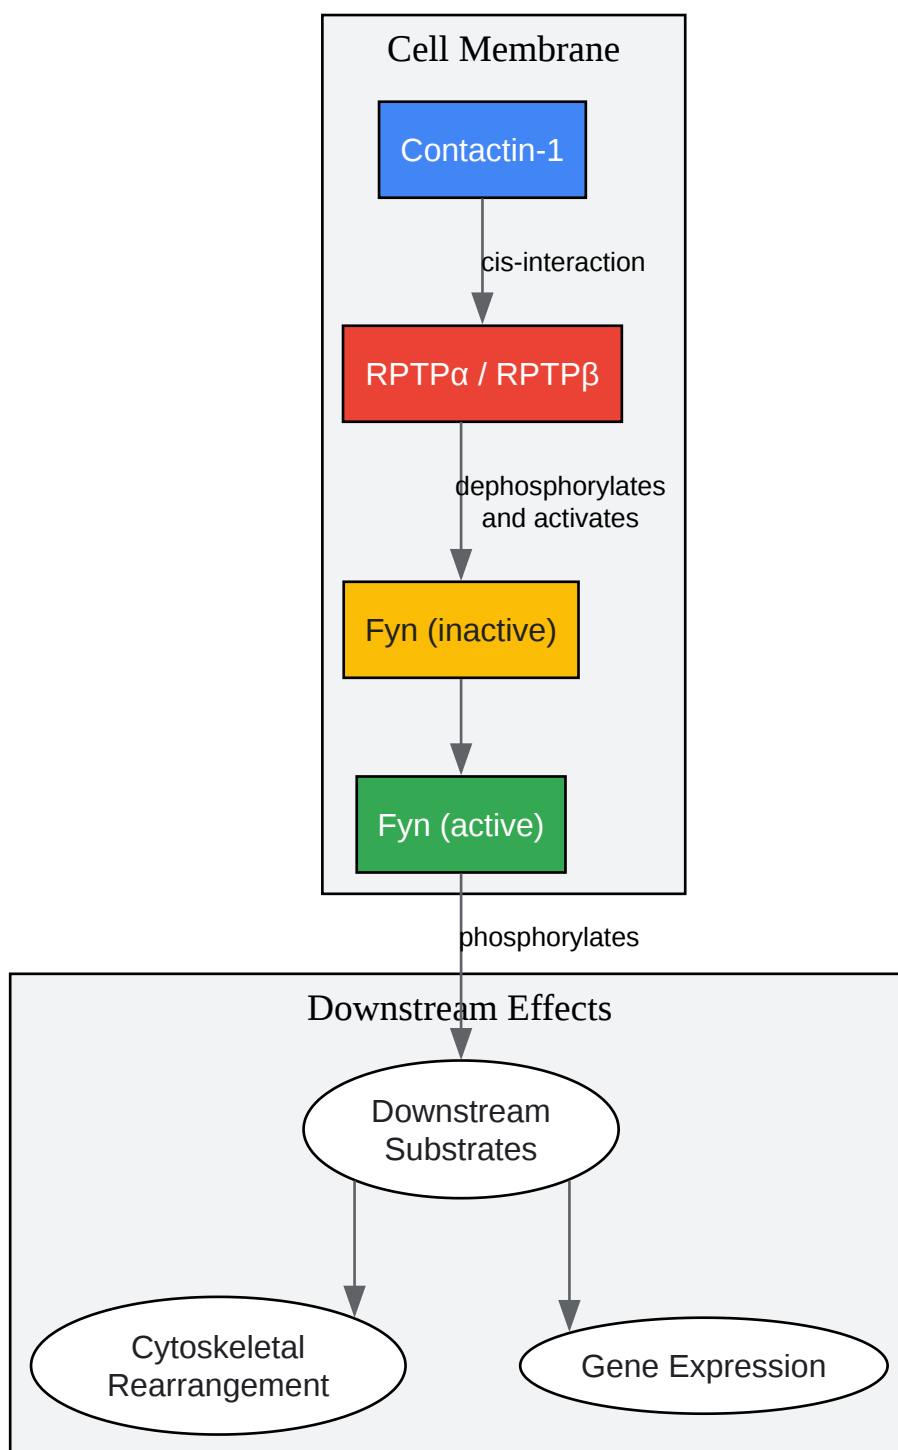 Cell Membrane
Contactin-1
cis-interaction
RPTPα / RPTPβ
dephosphorylates
and activates
Fyn (inactive)
Fyn (active)
phosphorylates
Downstream Effects
Downstream
Substrates
Cytoskeletal
Rearrangement
Gene Expression